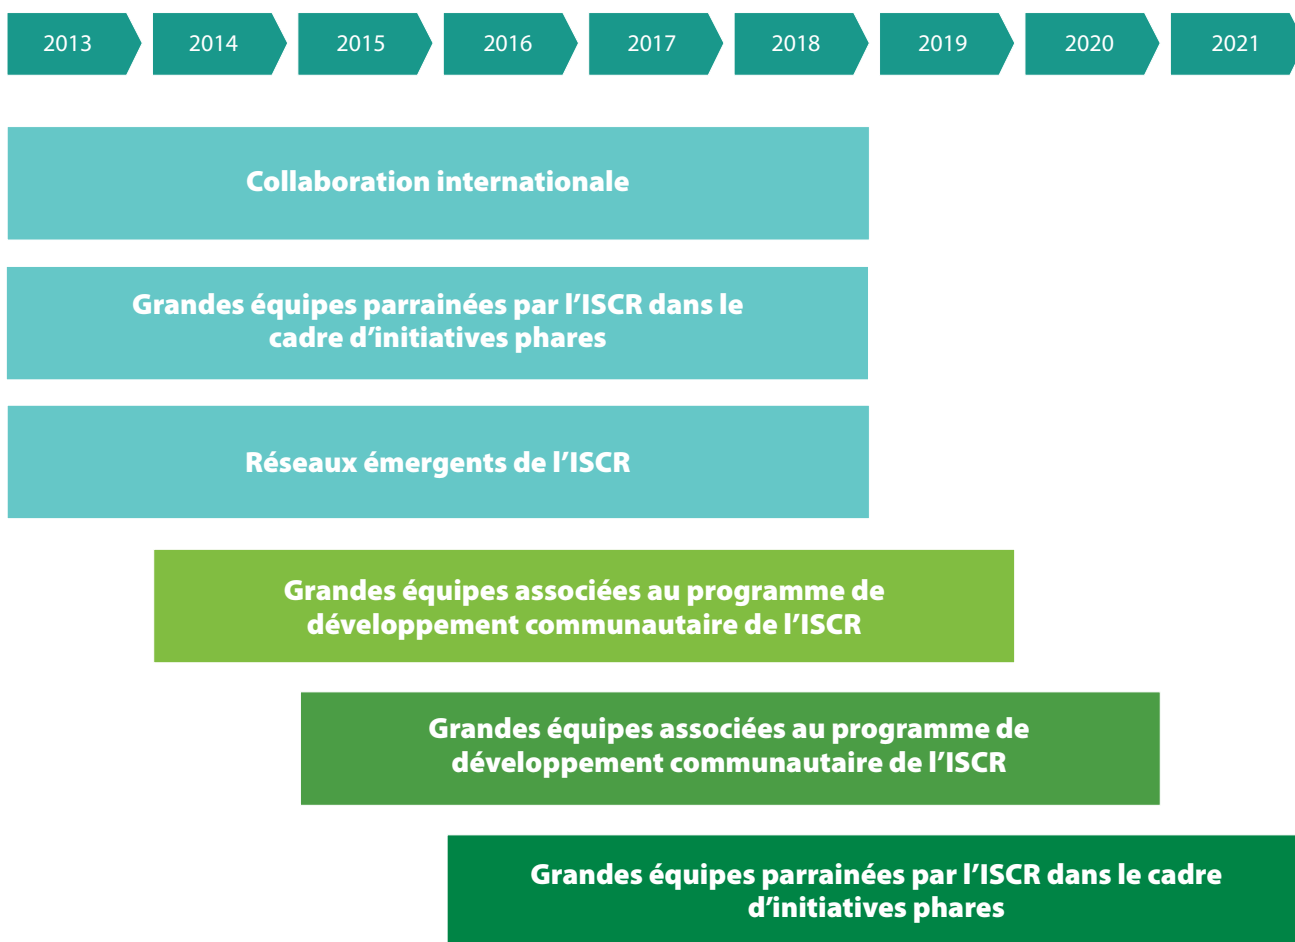 2013
2014
2015
2016
2017
2018
2019
2020
2021
Collaboration internationale
Grandes équipes parrainées par l’ISCR dans le
cadre d’initiatives phares
Réseaux émergents de l’ISCR
Grandes équipes associées au programme de
développement communautaire de l’ISCR
Grandes équipes associées au programme de
développement communautaire de l’ISCR
Grandes équipes parrainées par l’ISCR dans le cadre
d’initiatives phares